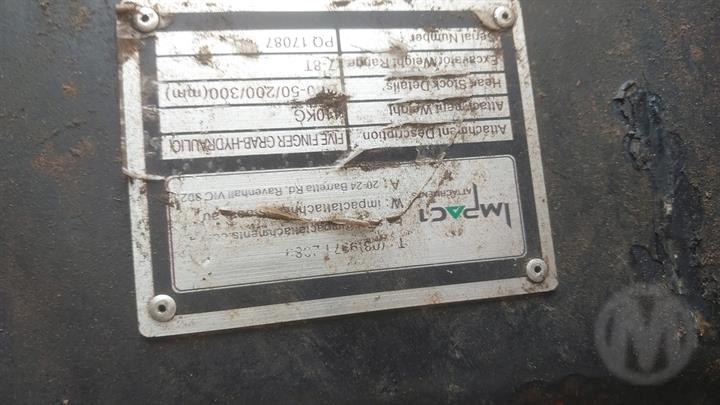 IMPACT
ATTACHMENTS
A: 20-24 Barretta Rd. Ravenhall VIC
W: impactattachments
Attachment Description FIVE FINGER GRAB-HYDRAULIC
Attachment Weight
Head Stock Details
Excavator Weight Range 7-8T
Serial Number PQ 17087
M